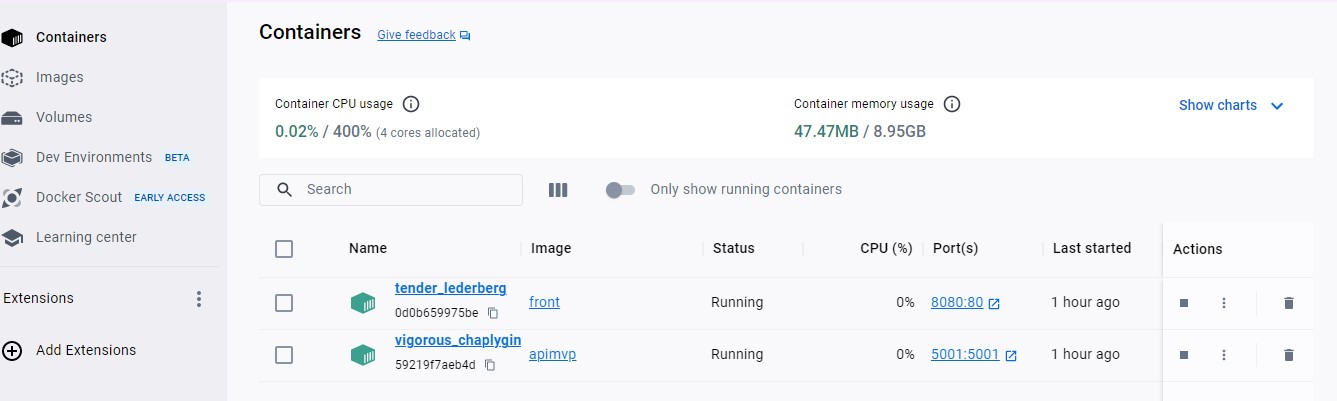 Containers
Images
Volumes
Dev Environments BETA
Docker Scout EARLY ACCESS
Learning center
Extensions
Add Extensions
Containers Give feedback
Container CPU usage
0.02% / 400% (4 cores allocated)
Container memory usage
47.47MB / 8.95GB
Show charts
Search
Only show running containers
Name Image Status CPU (%) Port(s) Last started Actions
tender_lederberg
0d0b659975be
front Running 0% 8080:80 1 hour ago
vigorous_chaplygin
59219f7aeb4d
apimvp Running 0% 5001:5001 1 hour ago